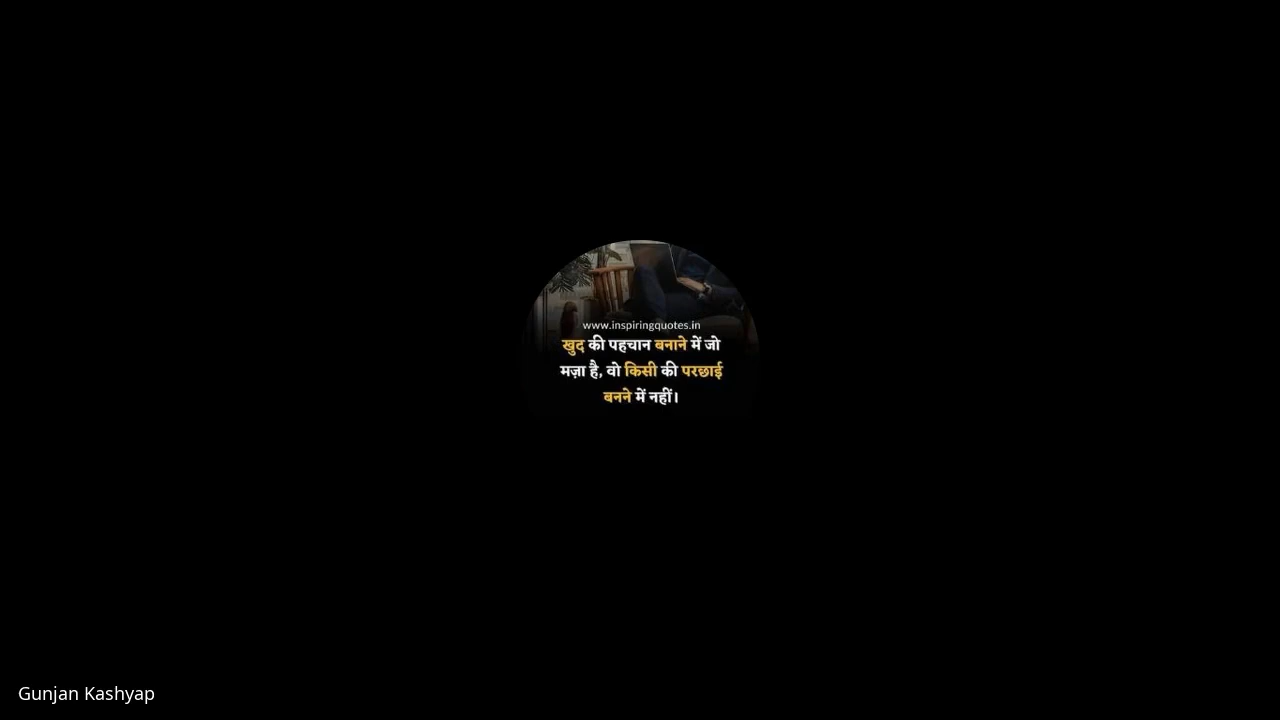 www.inspiringquotes.in
खुद की पहचान बनाने में जो
मज़ा है, वो किसी की परछाई
बनने में नहीं।
Gunjan Kashyap